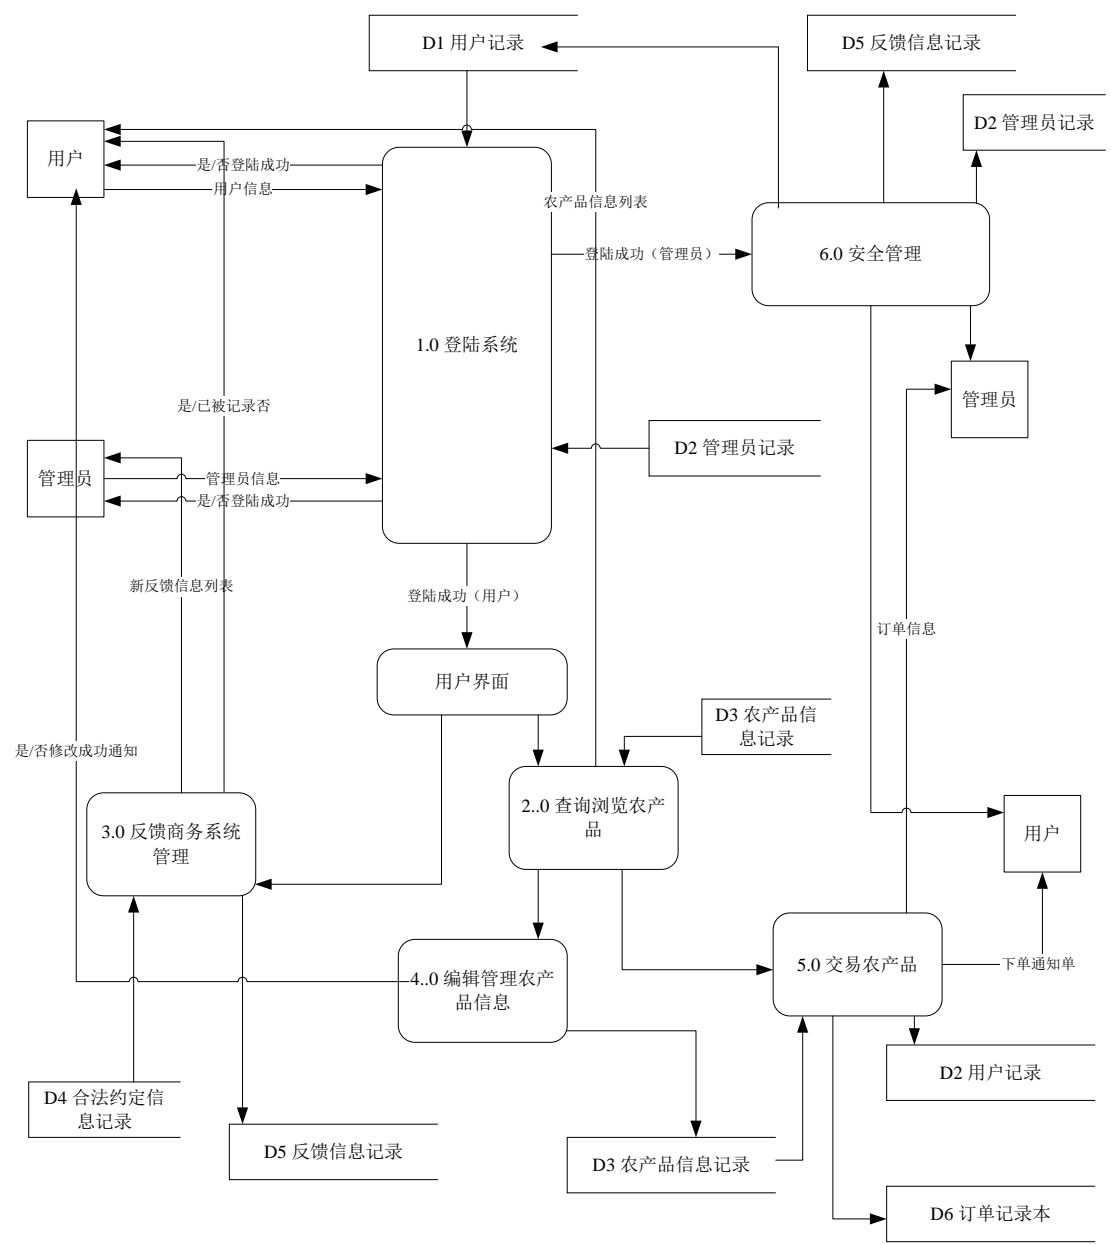 D1 用户记录
D5 反馈信息记录
D2 管理员记录
用户
是/否登陆成功
用户信息
农产品信息列表
登陆成功（管理员）
6.0 安全管理
1.0 登陆系统
管理员
是/已被记录否
D2 管理员记录
管理员
管理员信息
是/否登陆成功
新反馈信息列表
登陆成功（用户）
订单信息
用户界面
D3 农产品信
息记录
是/否修改成功通知
2..0 查询浏览农产
品
3.0 反馈商务系统
管理
用户
4..0 编辑管理农产
品信息
5.0 交易农产品
下单通知单
D2 用户记录
D4 合法约定信
息记录
D5 反馈信息记录
D3 农产品信息记录
D6 订单记录本